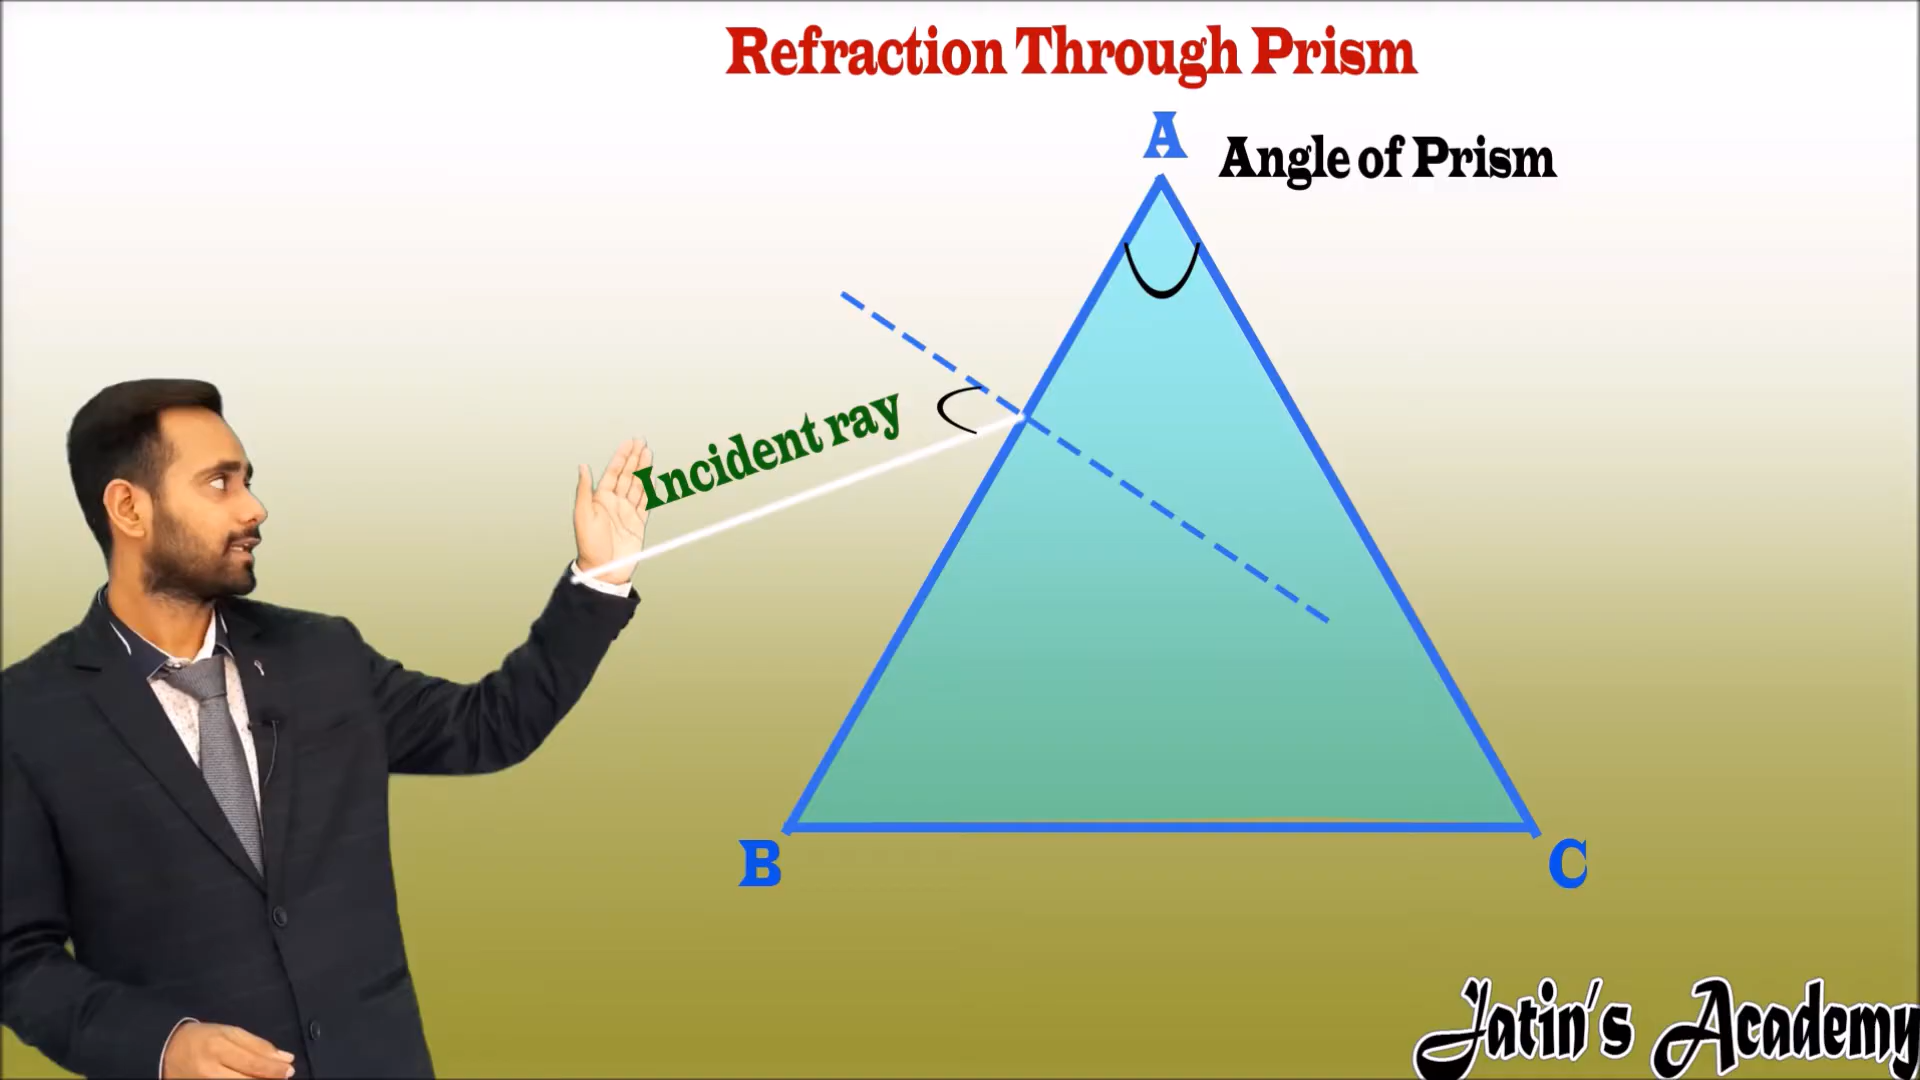 Refraction Through Prism
A
Angle of Prism
Incident ray
B
C
Jatin's Academy